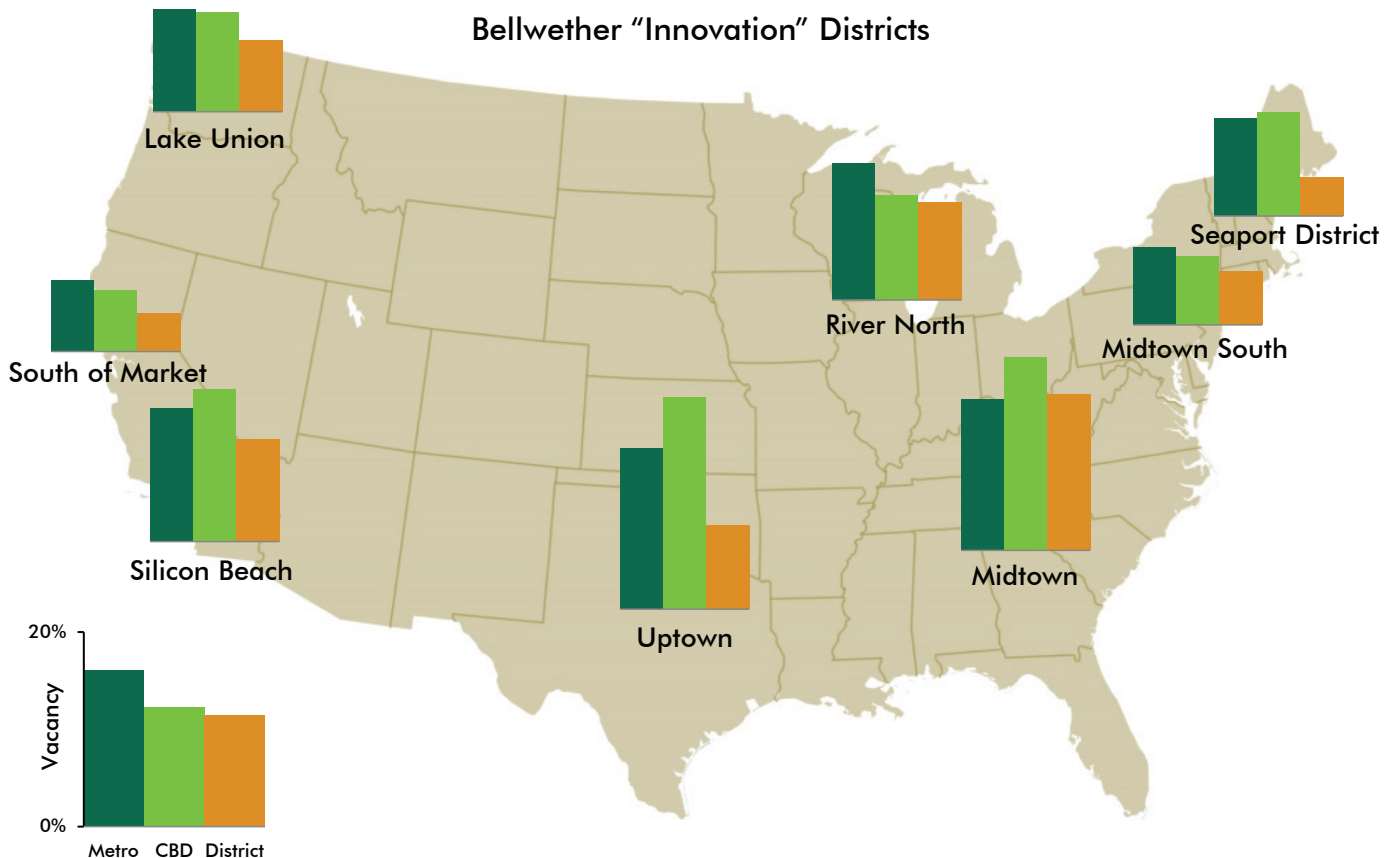 Bellwether “Innovation” Districts
Lake Union
Seaport District
River North
Midtown South
South of Market
Silicon Beach
Midtown
Uptown
20%
Vacancy
0%
Metro CBD District